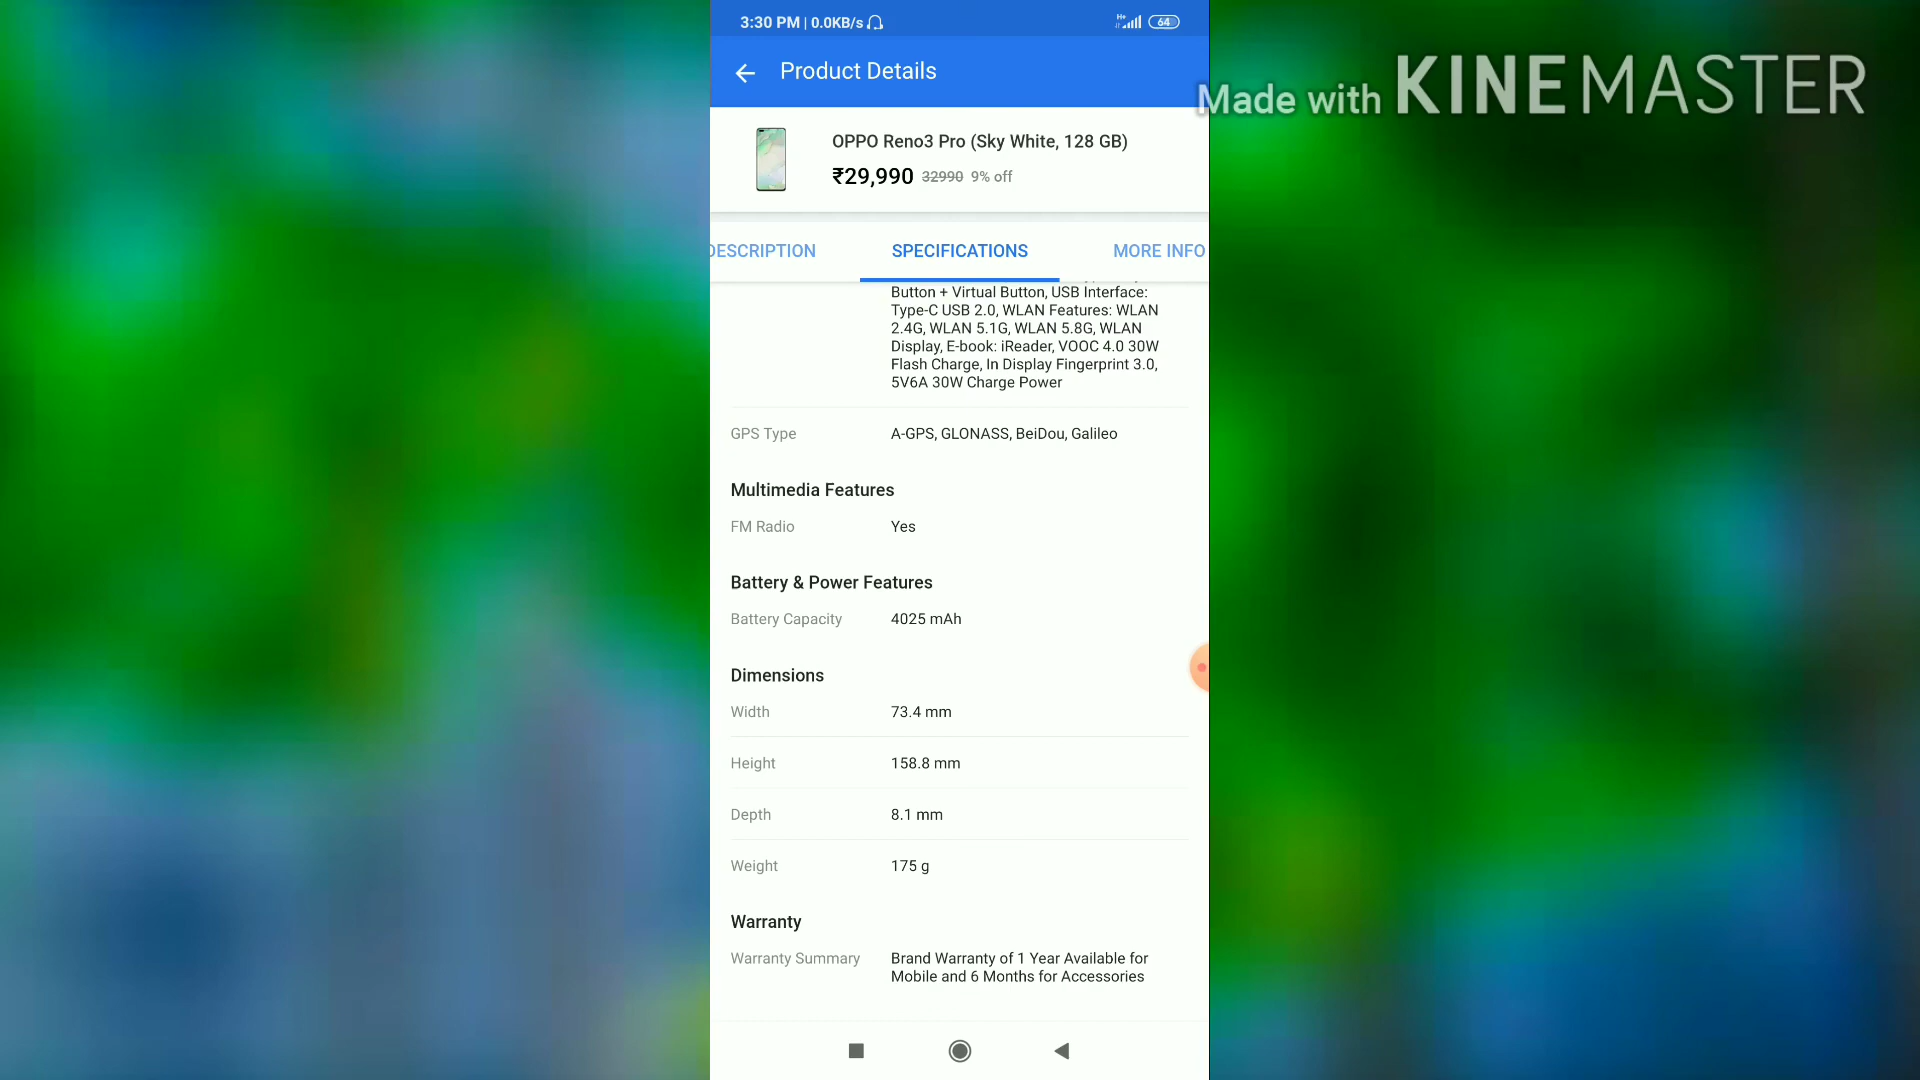 3:30 PM | 0.0KB/s
H+
64
Product Details
Made with KINEMASTER
OPPO Reno3 Pro (Sky White, 128 GB)
₹29,990 32990 9% off
DESCRIPTION SPECIFICATIONS MORE INFO
Button + Virtual Button, USB Interface:
Type-C USB 2.0, WLAN Features: WLAN
2.4G, WLAN 5.1G, WLAN 5.8G, WLAN
Display, E-book: iReader, VOOC 4.0 30W
Flash Charge, In Display Fingerprint 3.0,
5V6A 30W Charge Power
GPS Type A-GPS, GLONASS, BeiDou, Galileo
Multimedia Features
FM Radio Yes
Battery & Power Features
Battery Capacity 4025 mAh
Dimensions
Width 73.4 mm
Height 158.8 mm
Depth 8.1 mm
Weight 175 g
Warranty
Warranty Summary Brand Warranty of 1 Year Available for
Mobile and 6 Months for Accessories